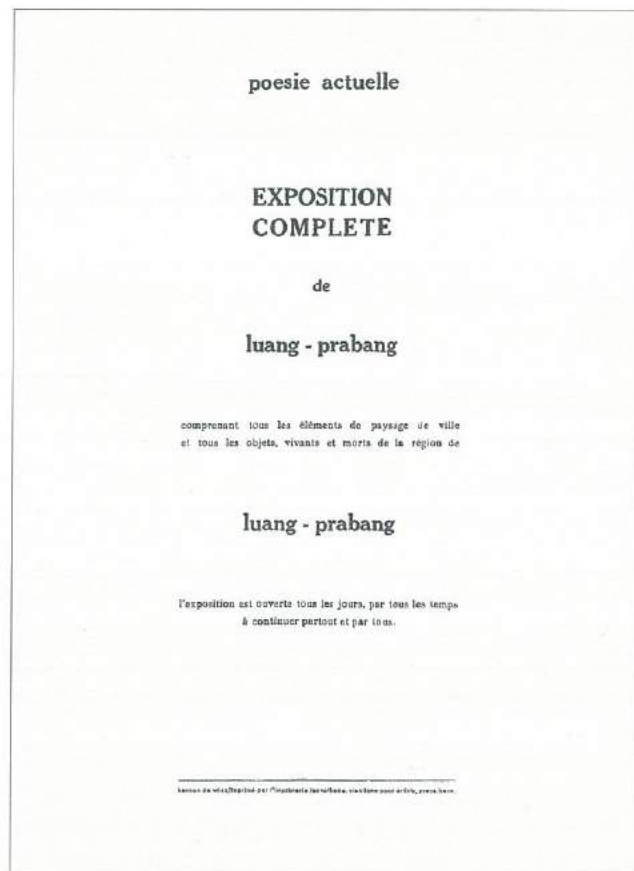 poesie actuelle
EXPOSITION
COMPLETE
de
luang - prabang
comprenant tous les éléments de paysage de ville
et tous les objets, vivants et morts de la région de
luang - prabang
l'exposition est ouverte tous les jours, par tous les temps
à continuer partout et par tous.
par l'imprimerie